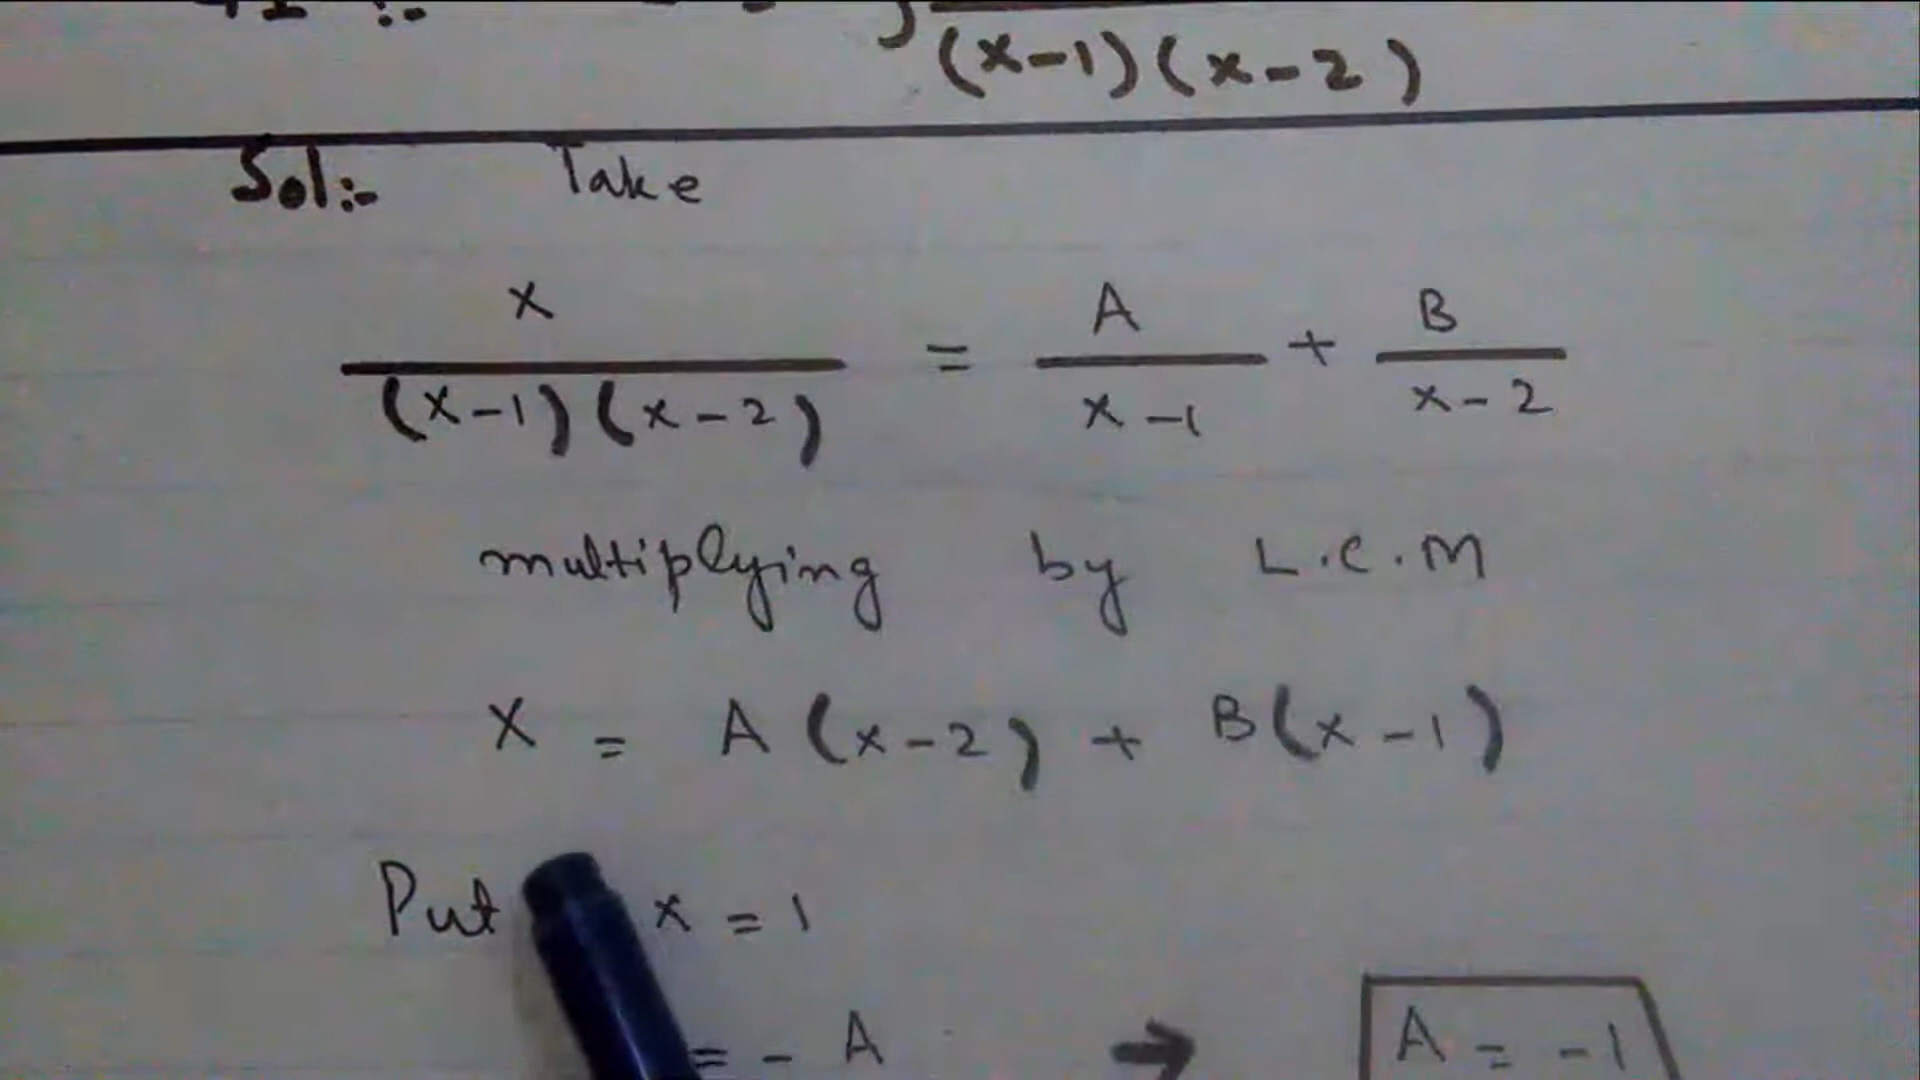 (x-1)(x-2)
Sol:- Take
x/((x-1)(x-2)) = A/(x-1) + B/(x-2)
multiplying by L.C.M
x = A(x-2) + B(x-1)
Put x = 1
= - A → A = -1